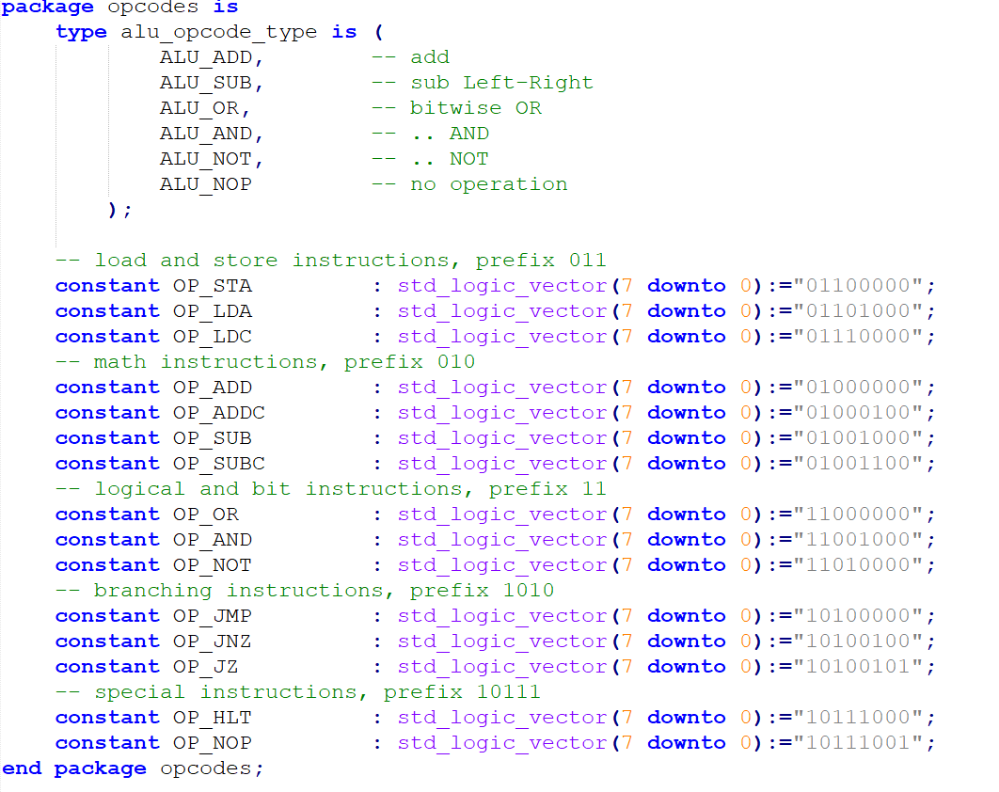 package opcodes is
    type alu_opcode_type is (
            ALU_ADD,        -- add
            ALU_SUB,        -- sub Left-Right
            ALU_OR,         -- bitwise OR
            ALU_AND,        -- .. AND
            ALU_NOT,        -- .. NOT
            ALU_NOP         -- no operation
        );
    -- load and store instructions, prefix 011
    constant OP_STA         : std_logic_vector(7 downto 0):="01100000";
    constant OP_LDA         : std_logic_vector(7 downto 0):="01101000";
    constant OP_LDC         : std_logic_vector(7 downto 0):="01110000";
    -- math instructions, prefix 010
    constant OP_ADD         : std_logic_vector(7 downto 0):="01000000";
    constant OP_ADDC        : std_logic_vector(7 downto 0):="01000100";
    constant OP_SUB         : std_logic_vector(7 downto 0):="01001000";
    constant OP_SUBC        : std_logic_vector(7 downto 0):="01001100";
    -- logical and bit instructions, prefix 11
    constant OP_OR          : std_logic_vector(7 downto 0):="11000000";
    constant OP_AND         : std_logic_vector(7 downto 0):="11001000";
    constant OP_NOT         : std_logic_vector(7 downto 0):="11010000";
    -- branching instructions, prefix 1010
    constant OP_JMP         : std_logic_vector(7 downto 0):="10100000";
    constant OP_JNZ         : std_logic_vector(7 downto 0):="10100100";
    constant OP_JZ          : std_logic_vector(7 downto 0):="10100101";
    -- special instructions, prefix 10111
    constant OP_HLT         : std_logic_vector(7 downto 0):="10111000";
    constant OP_NOP         : std_logic_vector(7 downto 0):="10111001";
end package opcodes;